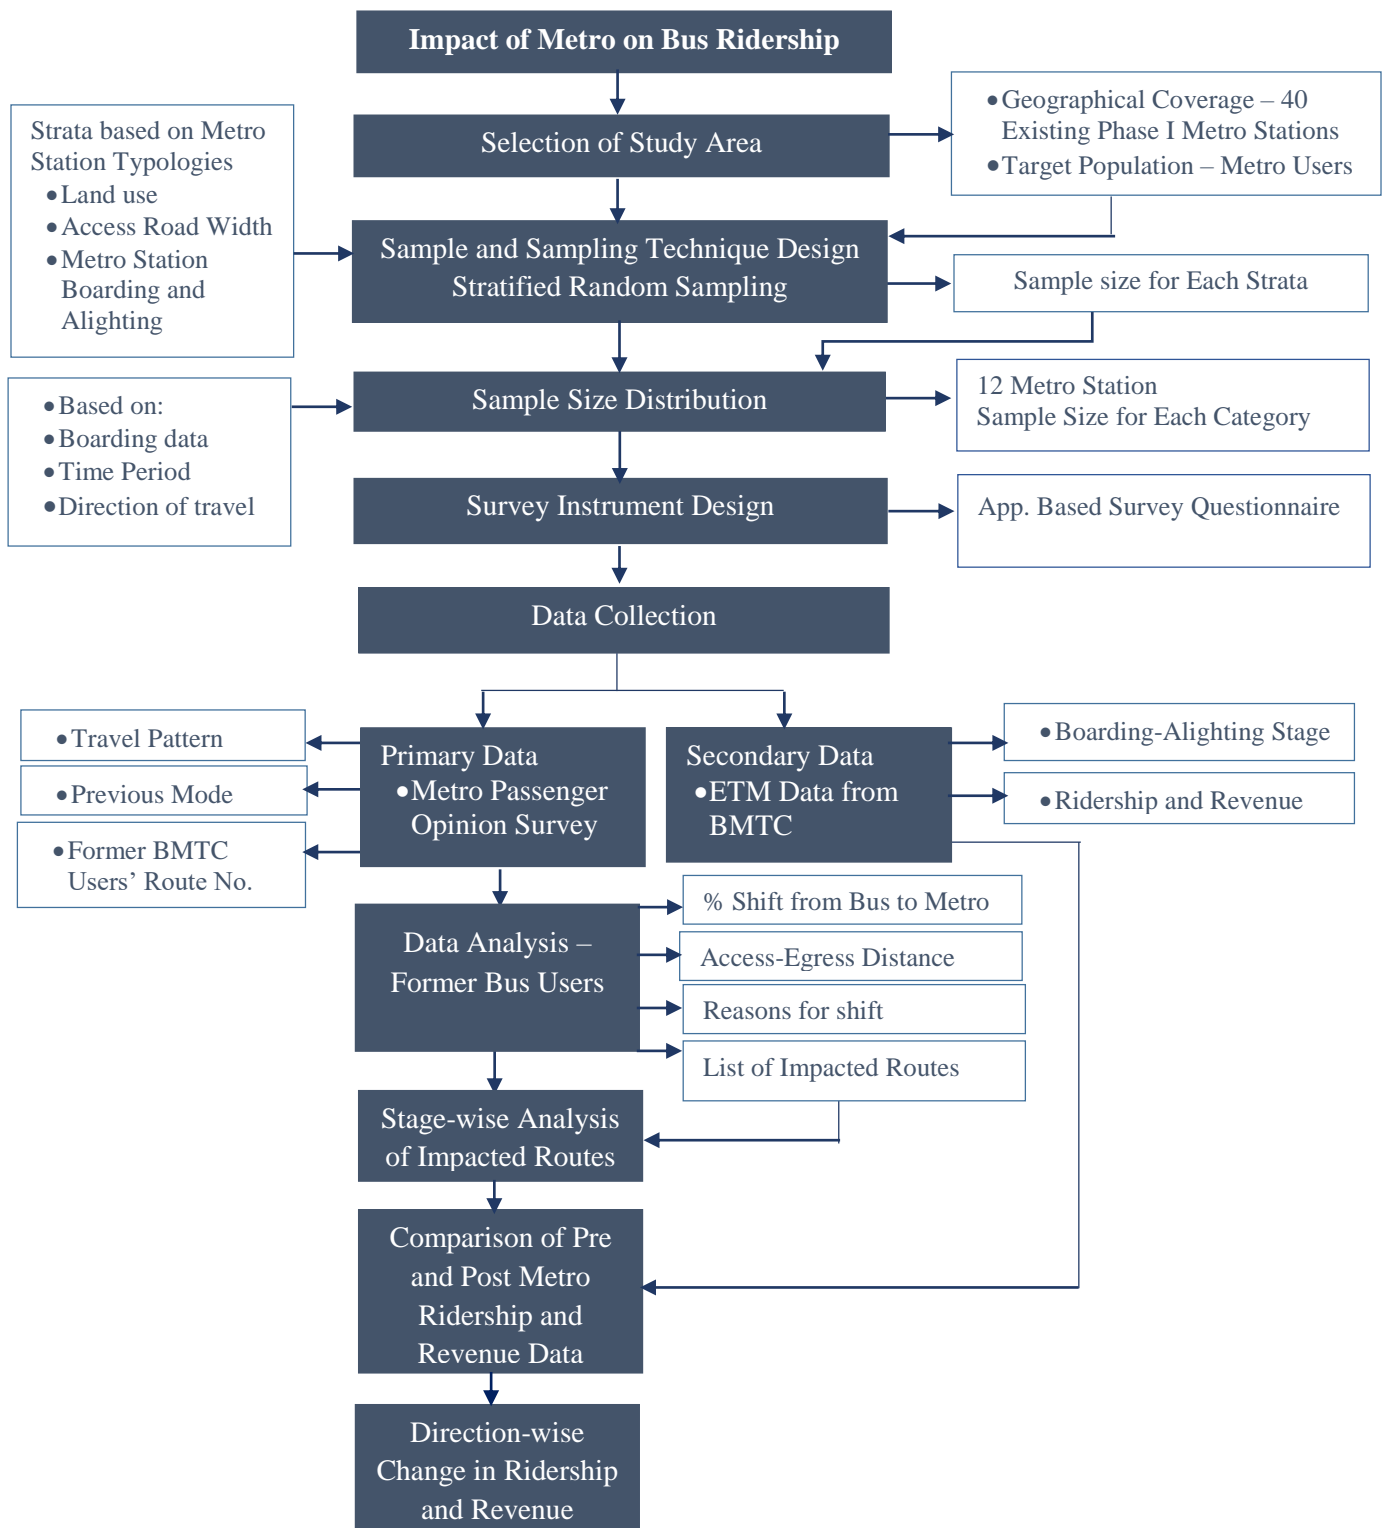 Impact of Metro on Bus Ridership
Selection of Study Area
•Geographical Coverage – 40
Existing Phase I Metro Stations
•Target Population – Metro Users
Strata based on Metro
Station Typologies
•Land use
•Access Road Width
•Metro Station
Boarding and
Alighting
Sample and Sampling Technique Design
Stratified Random Sampling
Sample size for Each Strata
•Based on:
•Boarding data
•Time Period
•Direction of travel
Sample Size Distribution
12 Metro Station
Sample Size for Each Category
Survey Instrument Design
App. Based Survey Questionnaire
Data Collection
•Travel Pattern
•Previous Mode
•Former BMTC
Users’ Route No.
Primary Data
•Metro Passenger
Opinion Survey
Secondary Data
•ETM Data from
BMTC
•Boarding-Alighting Stage
•Ridership and Revenue
Data Analysis –
Former Bus Users
% Shift from Bus to Metro
Access-Egress Distance
Reasons for shift
List of Impacted Routes
Stage-wise Analysis
of Impacted Routes
Comparison of Pre
and Post Metro
Ridership and
Revenue Data
Direction-wise
Change in Ridership
and Revenue